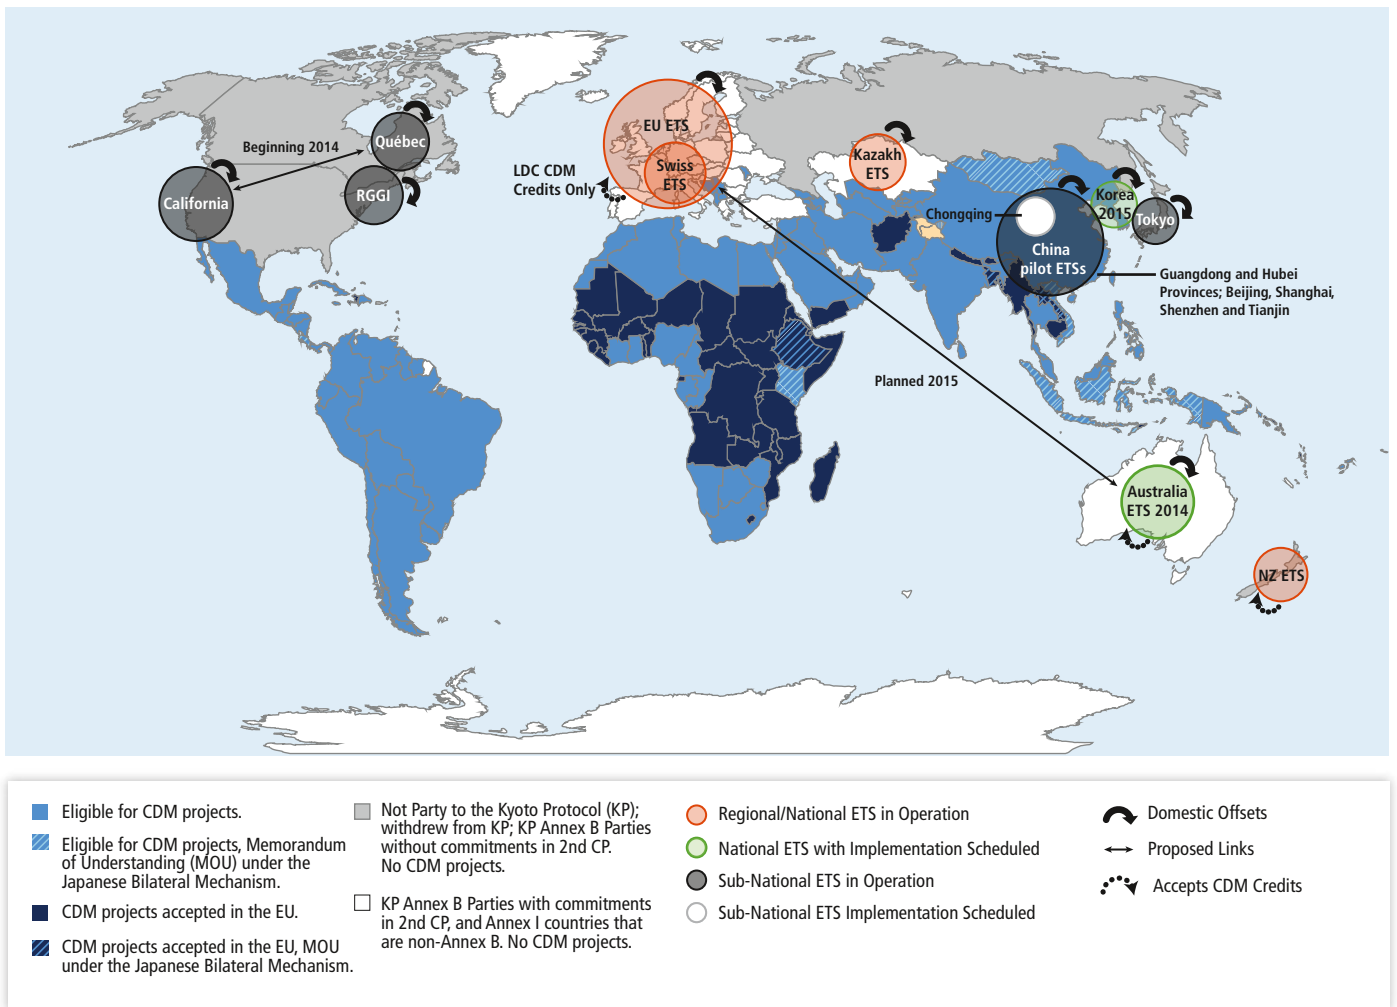 EU ETS
Swiss
ETS
LDC CDM
Credits Only
Québec
Beginning 2014
RGGI
California
Kazakh
ETS
Chongqing
Korea
2015
Tokyo
China
pilot ETSs
Guangdong and Hubei
Provinces; Beijing, Shanghai,
Shenzhen and Tianjin
Planned 2015
Australia
ETS 2014
NZ ETS
Eligible for CDM projects.
Eligible for CDM projects, Memorandum
of Understanding (MOU) under the
Japanese Bilateral Mechanism.
CDM projects accepted in the EU.
CDM projects accepted in the EU, MOU
under the Japanese Bilateral Mechanism.
Not Party to the Kyoto Protocol (KP);
withdrew from KP; KP Annex B Parties
without commitments in 2nd CP.
No CDM projects.
KP Annex B Parties with commitments
in 2nd CP, and Annex I countries that
are non-Annex B. No CDM projects.
Regional/National ETS in Operation
National ETS with Implementation Scheduled
Sub-National ETS in Operation
Sub-National ETS Implementation Scheduled
Domestic Offsets
Proposed Links
Accepts CDM Credits